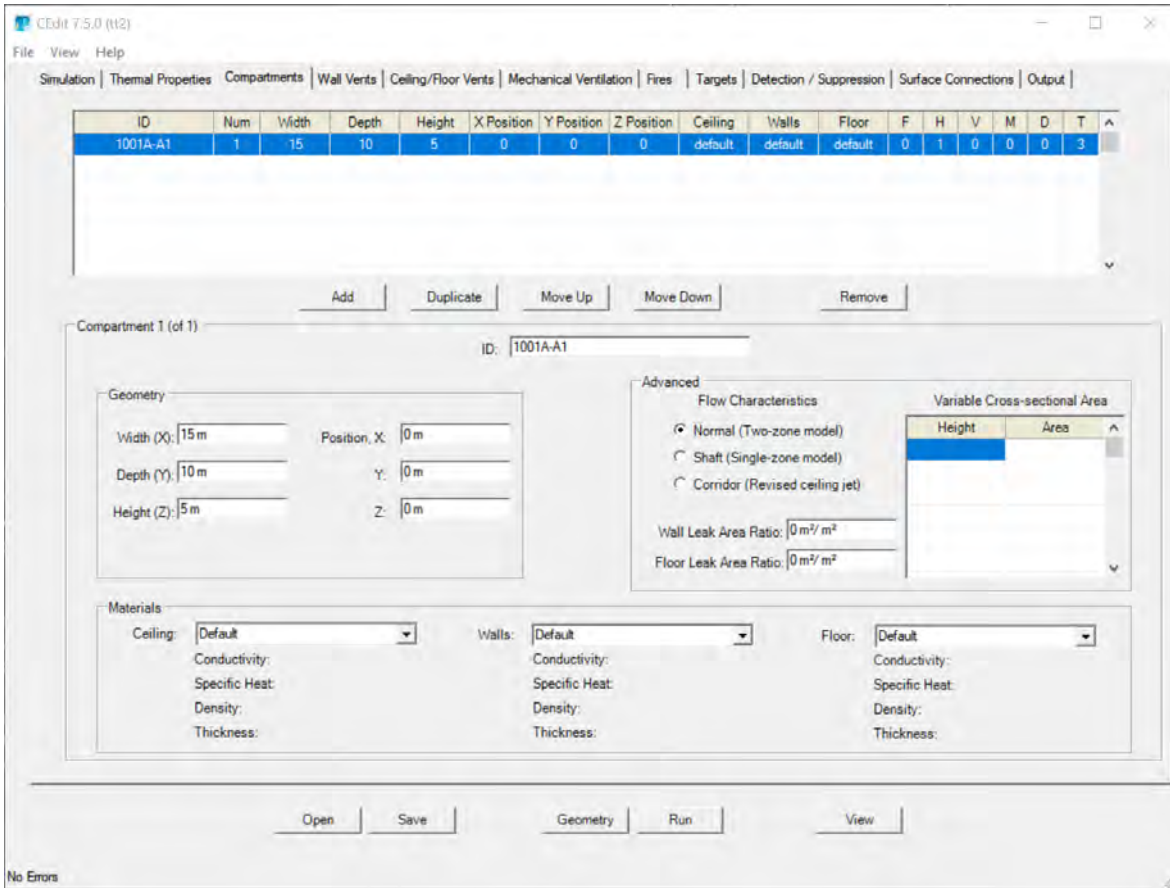 CEdit 7.5.0 (tt2)
File View Help
Simulation Thermal Properties Compartments Wall Vents Ceiling/Floor Vents Mechanical Ventilation Fires Targets Detection / Suppression Surface Connections Output
ID Num Width Depth Height X Position Y Position Z Position Ceiling Walls Floor F H V M D T
1001A-A1 1 15 10 5 0 0 0 default default default 0 1 0 0 0 3
Add Duplicate Move Up Move Down Remove
Compartment 1 (of 1)
ID: 1001A-A1
Geometry
Width (X): 15 m Position, X: 0 m
Depth (Y): 10 m Y: 0 m
Height (Z): 5 m Z: 0 m
Advanced
Flow Characteristics
Normal (Two-zone model)
Shaft (Single-zone model)
Corridor (Revised ceiling jet)
Wall Leak Area Ratio: 0 m²/ m²
Floor Leak Area Ratio: 0 m²/ m²
Variable Cross-sectional Area
Height Area
Materials
Ceiling: Default Walls: Default Floor: Default
Conductivity: Conductivity: Conductivity:
Specific Heat: Specific Heat: Specific Heat:
Density: Density: Density:
Thickness: Thickness: Thickness:
Open Save Geometry Run View
No Errors